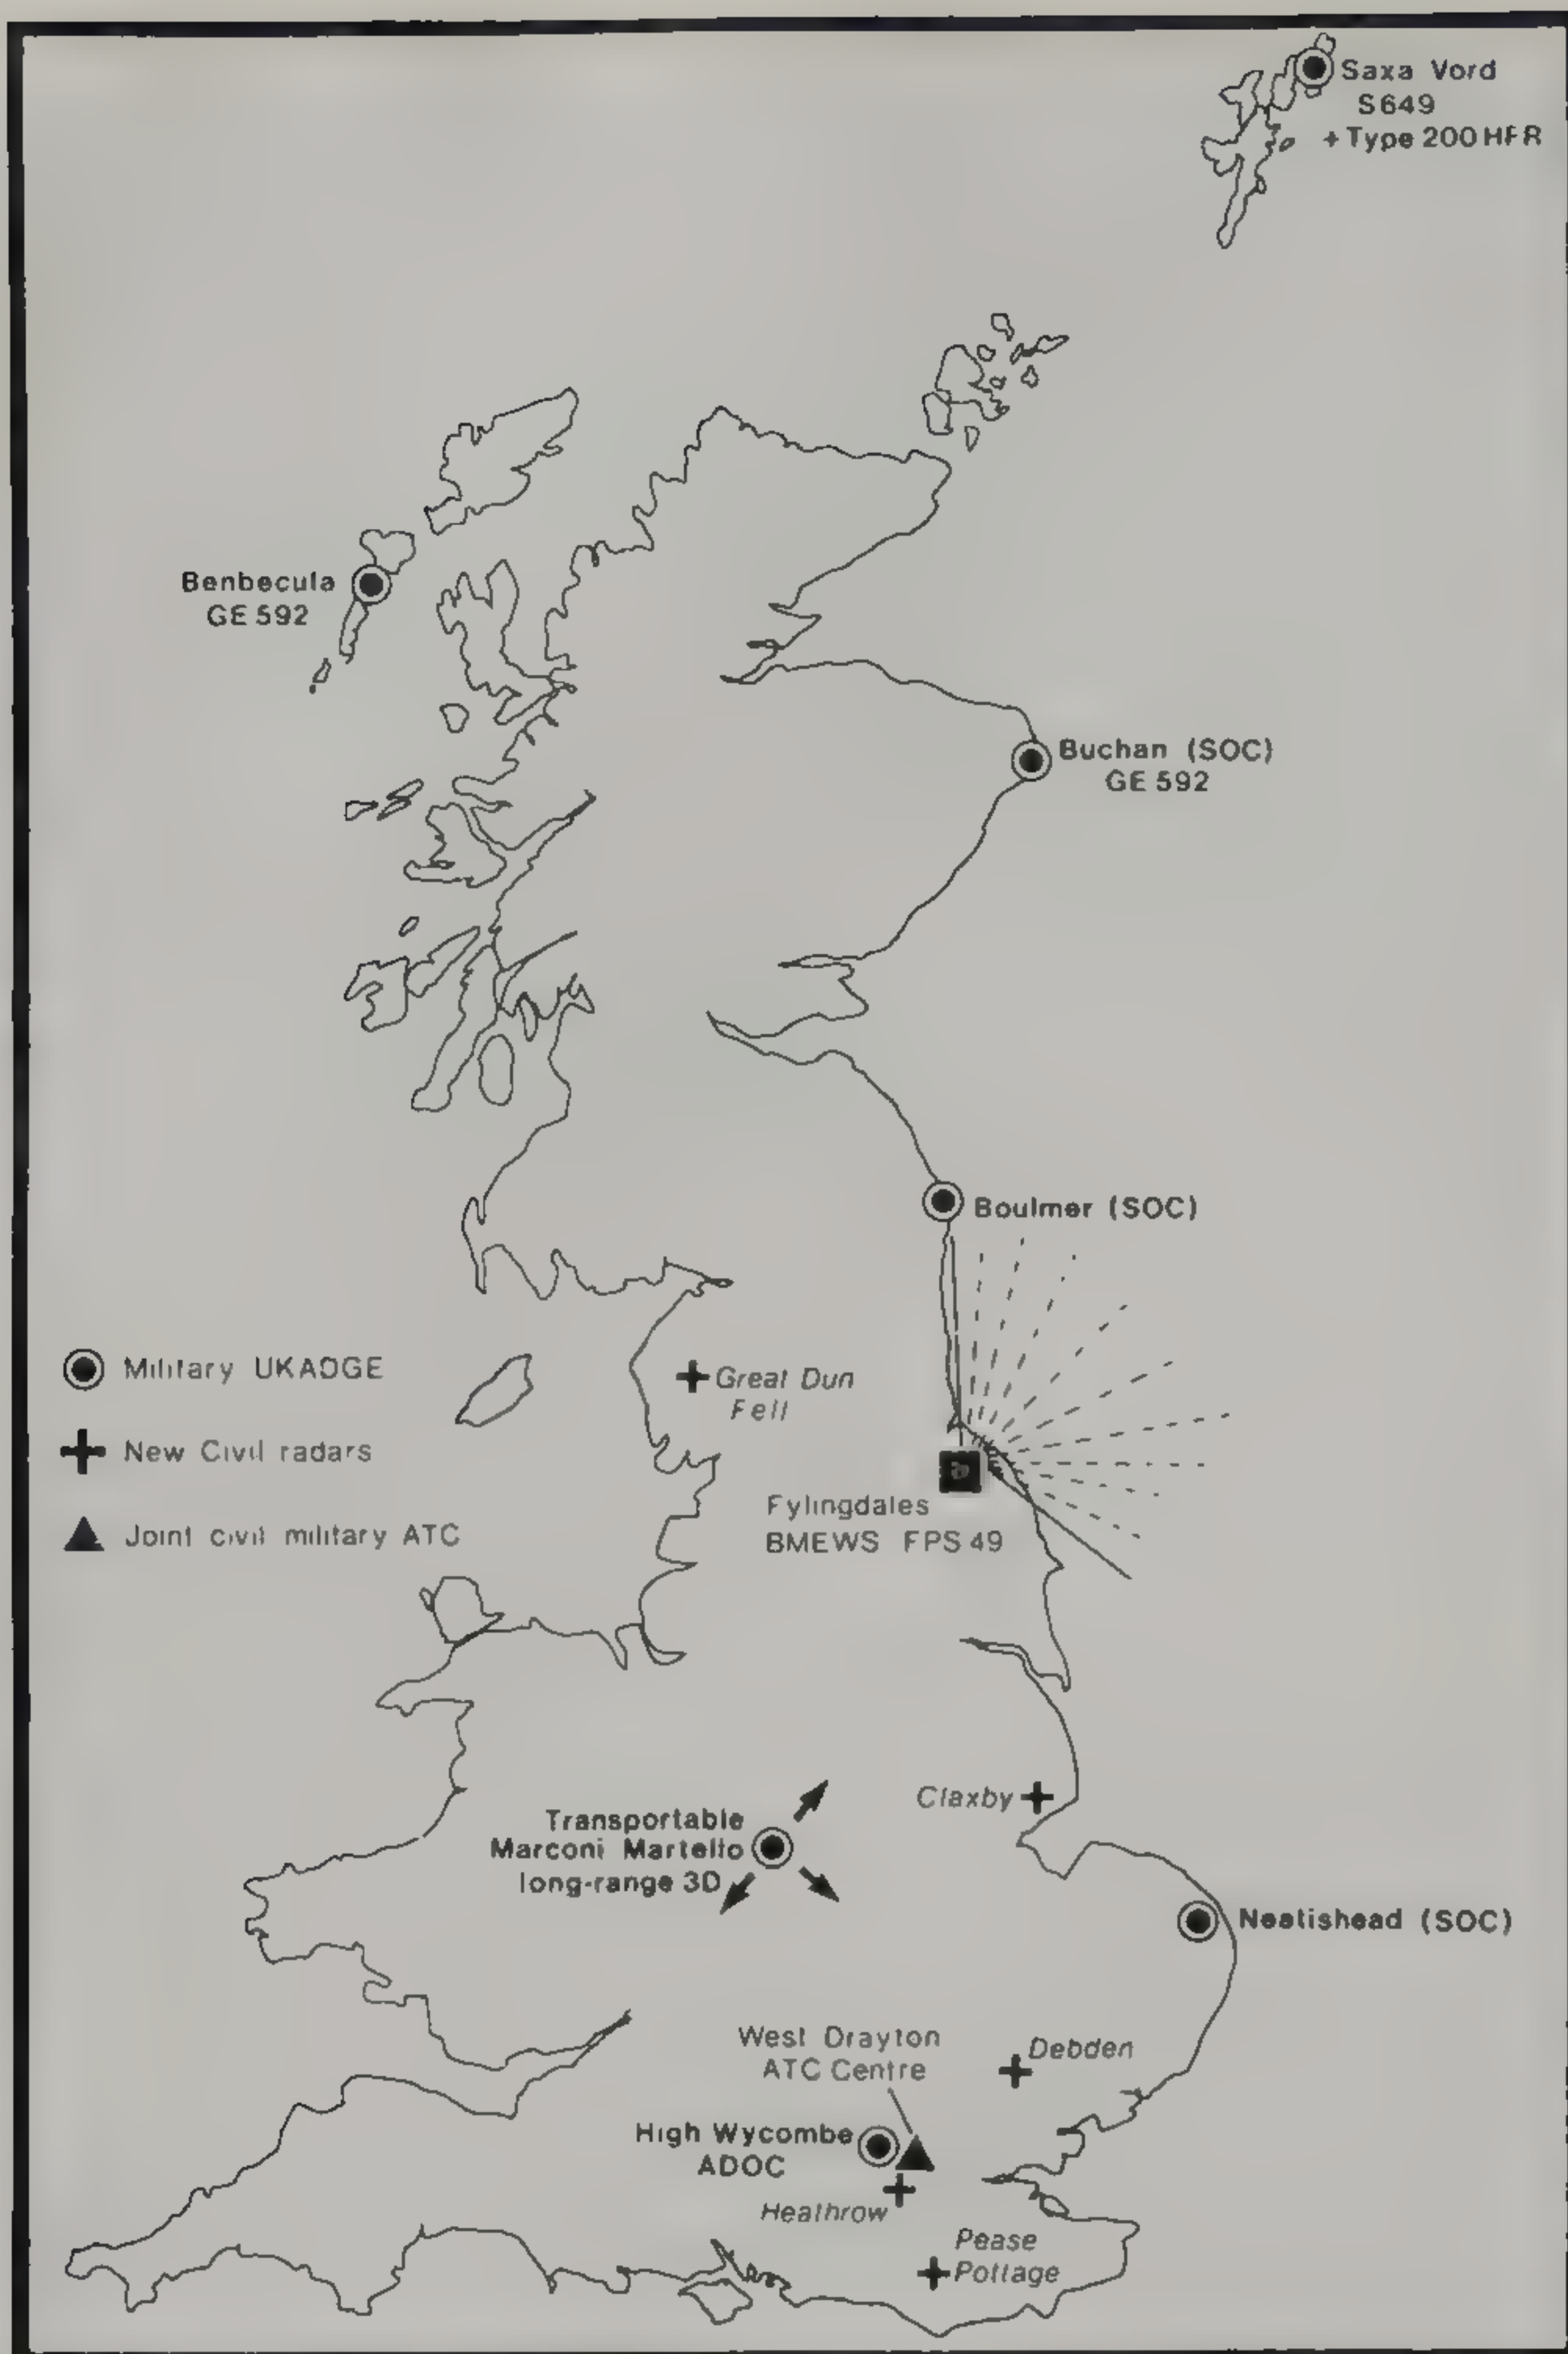 Saxa Vord
S649
+Type 200 HFR
Benbecula
GE 592
Buchan (SOC)
GE 592
Boulmer (SOC)
Military UKADGE
New Civil radars
Joint civil military ATC
Great Dun
Fell
Fylingdales
BMEWS FPS 49
Claxby
Transportable
Marconi Martello
long-range 3D
Neatishead (SOC)
West Drayton
ATC Centre
Debden
High Wycombe
ADOC
Heathrow
Pease
Pottage